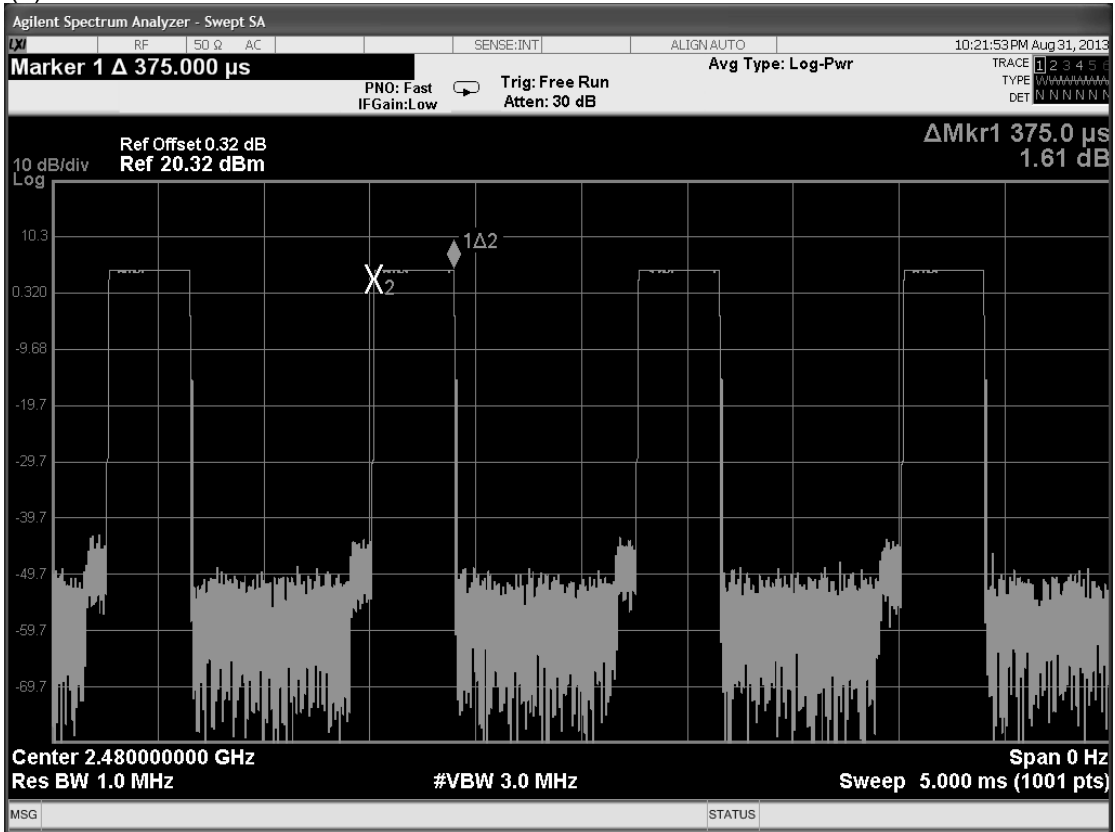 Agilent Spectrum Analyzer - Swept SA
LXI RF 50 Ω AC SENSE:INT ALIGN AUTO 10:21:53 PM Aug 31, 2013
Marker 1 Δ 375.000 µs
PNO: Fast
IFGain:Low
Trig: Free Run
Atten: 30 dB
Avg Type: Log-Pwr
TRACE 1 2 3 4 5 6
TYPE
DET N N N N N N
ΔMkr1 375.0 µs
1.61 dB
Ref Offset 0.32 dB
10 dB/div Ref 20.32 dBm
Log
10.3
1Δ2
X2
0.320
-9.68
-19.7
-29.7
-39.7
-49.7
-59.7
-69.7
Center 2.480000000 GHz Span 0 Hz
Res BW 1.0 MHz #VBW 3.0 MHz Sweep 5.000 ms (1001 pts)
MSG STATUS